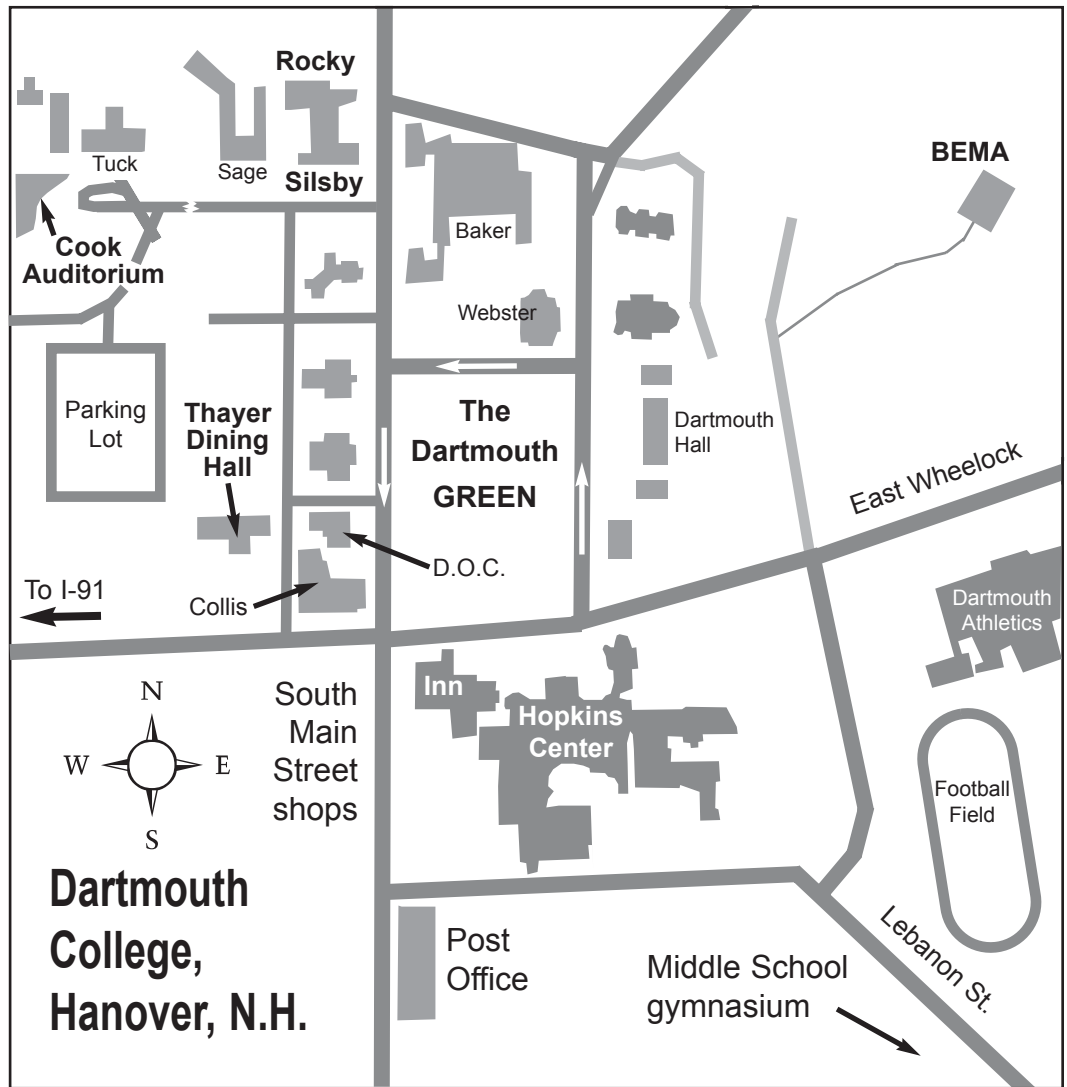 Rocky
BEMA
Tuck
Sage
Silsby
Baker
Cook
Auditorium
Webster
Parking
Lot
Thayer
Dining
Hall
The
Dartmouth
GREEN
Dartmouth
Hall
East Wheelock
D.O.C.
To I-91
Collis
Dartmouth
Athletics
Inn
Hopkins
Center
South
Main
Street
shops
N
W
E
S
Football
Field
Dartmouth
College,
Hanover, N.H.
Post
Office
Lebanon St.
Middle School
gymnasium